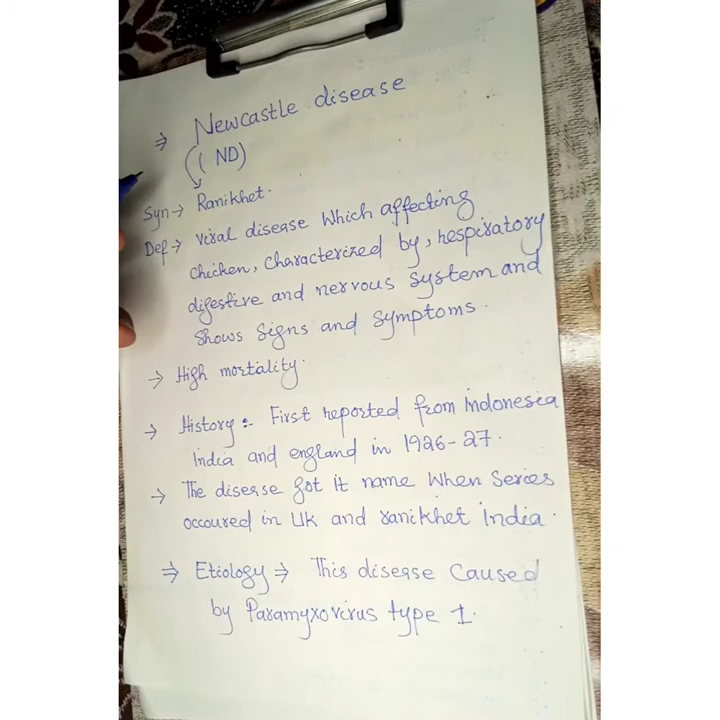 ⇒ Newcastle disease
(ND)
Syn → Ranikhet.
Def → Viral disease Which affecting
chicken, characterized by, respiratory
digestive and nervous system and
shows signs and symptoms.
→ High mortality.
→ History :- First reported from indonesia
india and england in 1926-27.
→ The disease got it name when series
occoured in UK and ranikhet india.
⇒ Etiology ⇒ This disease caused
by Paramyxovirus type 1.